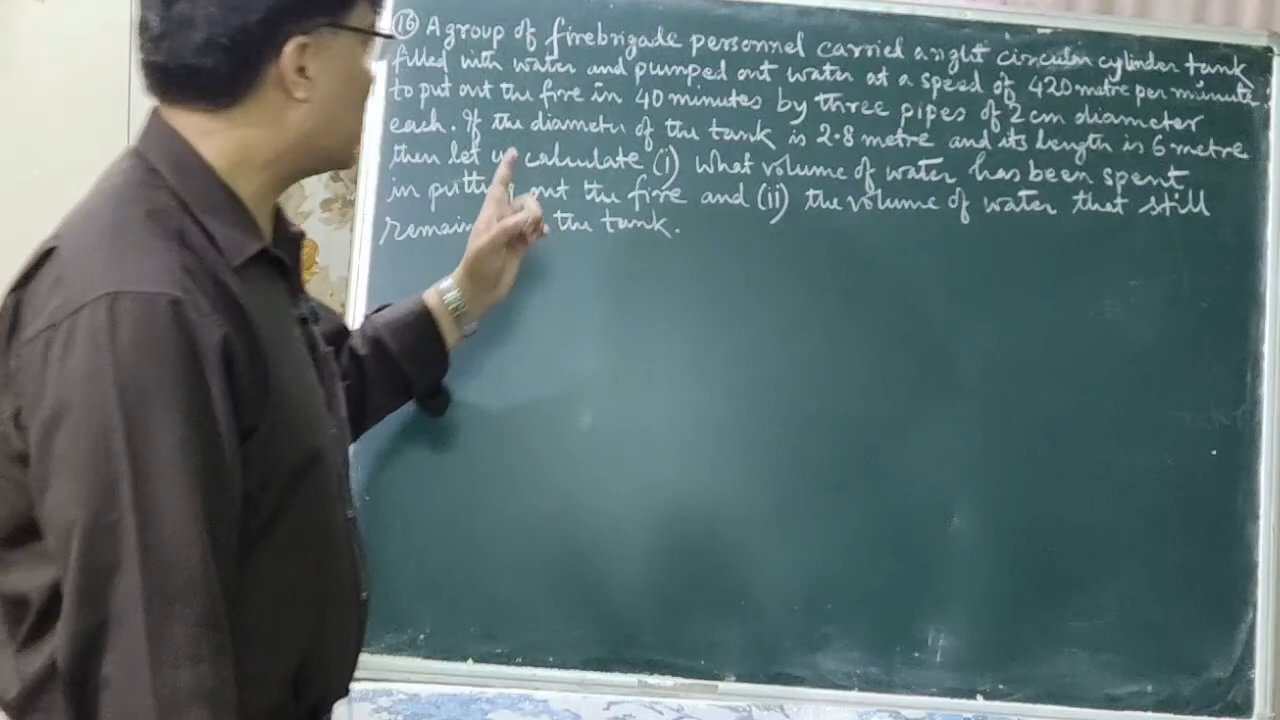 (16) A group of firebrigade personnel carried a right circular cylinder tank
filled with water and pumped out water at a speed of 420 metre per minute
to put out the fire in 40 minutes by three pipes of 2 cm diameter
each. If the diameter of the tank is 2.8 metre and its length is 6 metre
then let calculate (i) What volume of water has been spent
in out the fire and (ii) the volume of water that still
the tank.